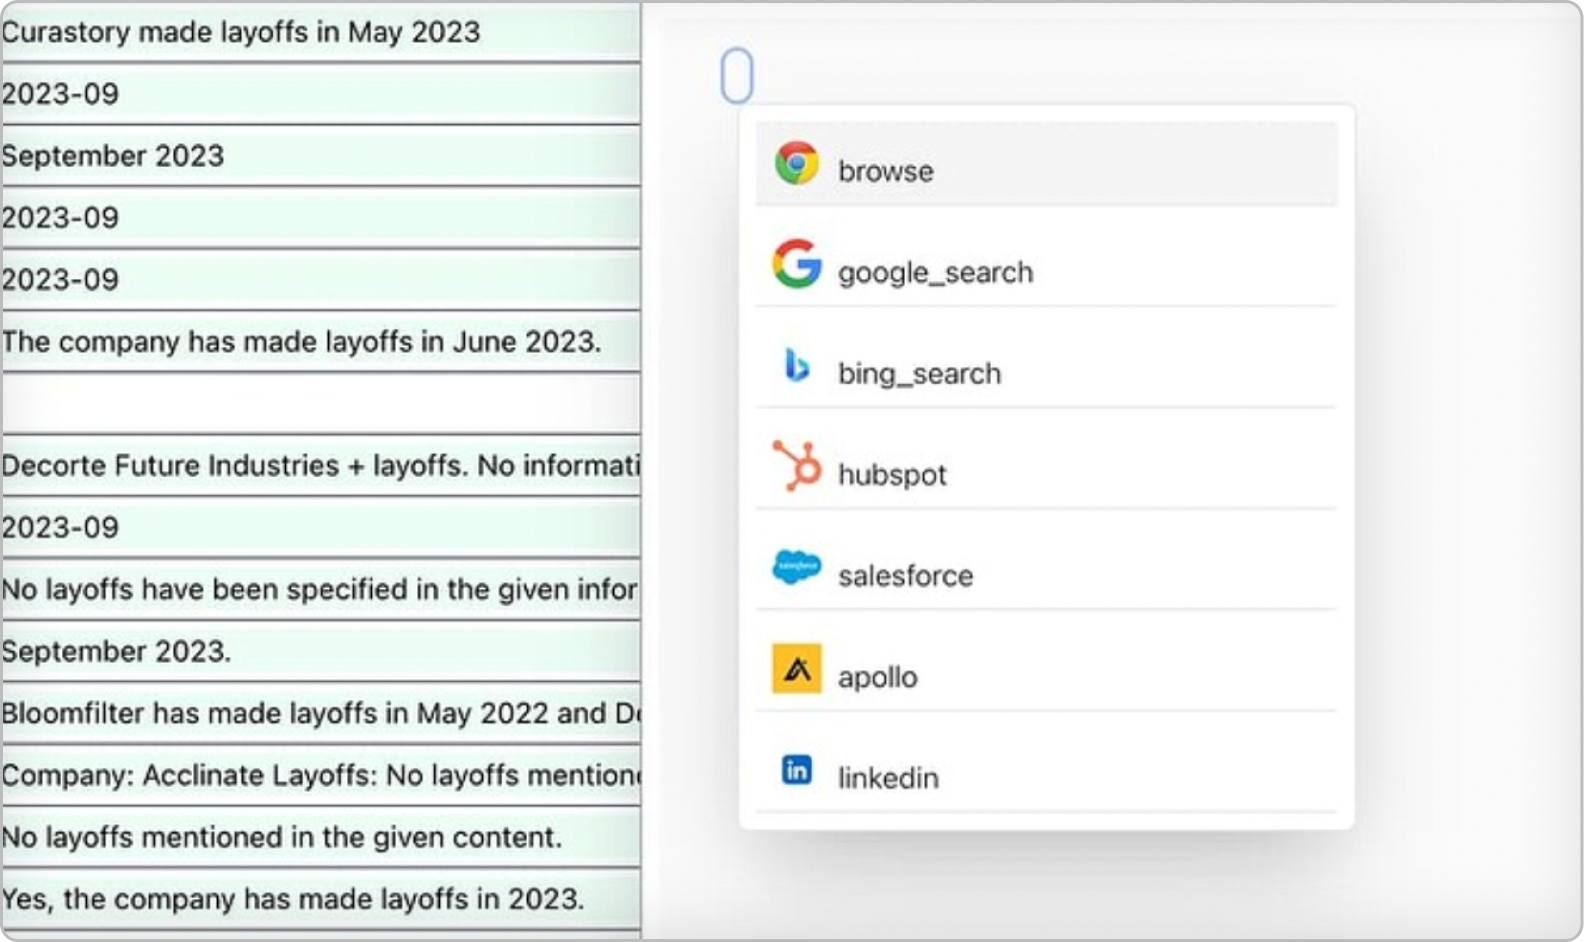 Curastory made layoffs in May 2023
2023-09
September 2023
2023-09
2023-09
The company has made layoffs in June 2023.
Decorte Future Industries + layoffs. No informati
2023-09
No layoffs have been specified in the given infor
September 2023.
Bloomfilter has made layoffs in May 2022 and D
Company: Acclinate Layoffs: No layoffs mention
No layoffs mentioned in the given content.
Yes, the company has made layoffs in 2023.
browse
google_search
bing_search
hubspot
salesforce
salesforce
apollo
in
linkedin